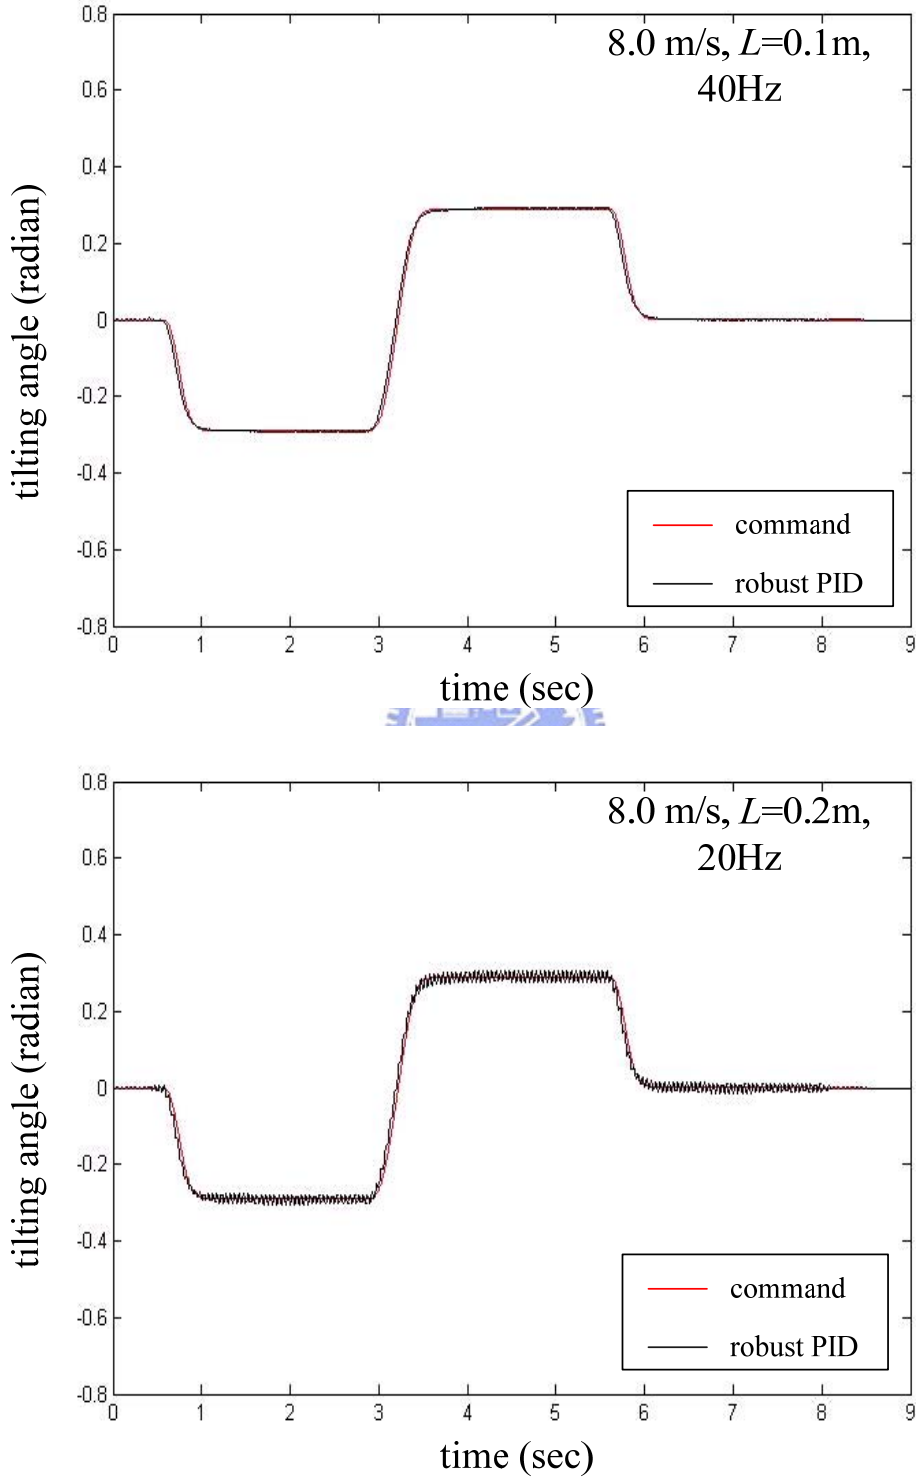 8.0 m/s, L=0.1m,
40Hz
0.8
0.6
0.4
0.2
0
-0.2
-0.4
-0.6
-0.8
tilting angle (radian)
command
robust PID
0 1 2 3 4 5 6 7 8 9
time (sec)
8.0 m/s, L=0.2m,
20Hz
0.8
0.6
0.4
0.2
0
-0.2
-0.4
-0.6
-0.8
tilting angle (radian)
command
robust PID
0 1 2 3 4 5 6 7 8 9
time (sec)